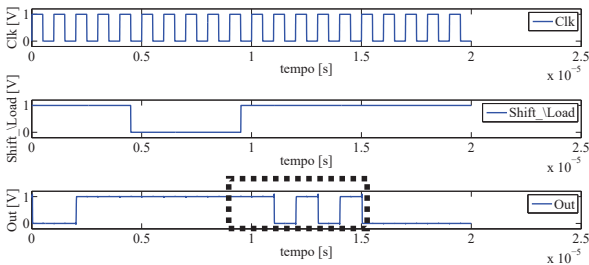 Clk [V]
1
0
Clk
0 0.5 1 1.5 2 2.5
tempo [s]
x 10⁻⁵
Shift_\Load [V]
1
0
Shift_\Load
0 0.5 1 1.5 2 2.5
tempo [s]
x 10⁻⁵
Out [V]
1
0
Out
0 0.5 1 1.5 2 2.5
tempo [s]
x 10⁻⁵